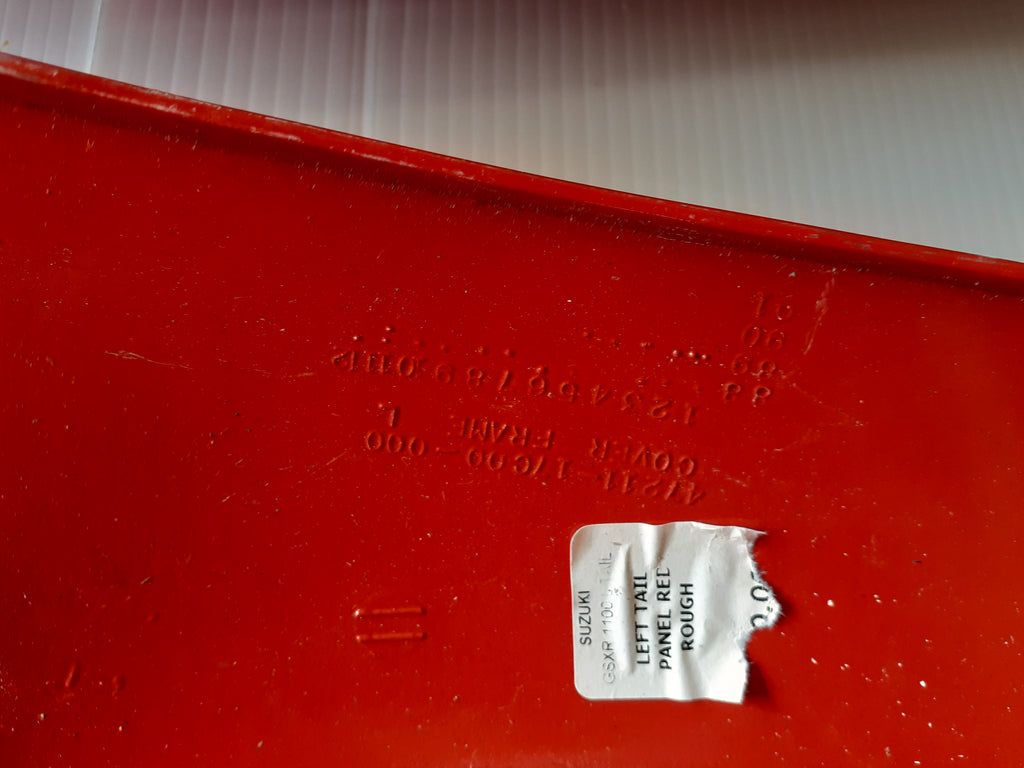 47211-17C00-000
COVER FRAME L
1 2 3 4 5 6 7 8 9 10 11 12
88
89
90
91
SUZUKI
GSXR 1100 TAIL
LEFT TAIL
PANEL RED
ROUGH